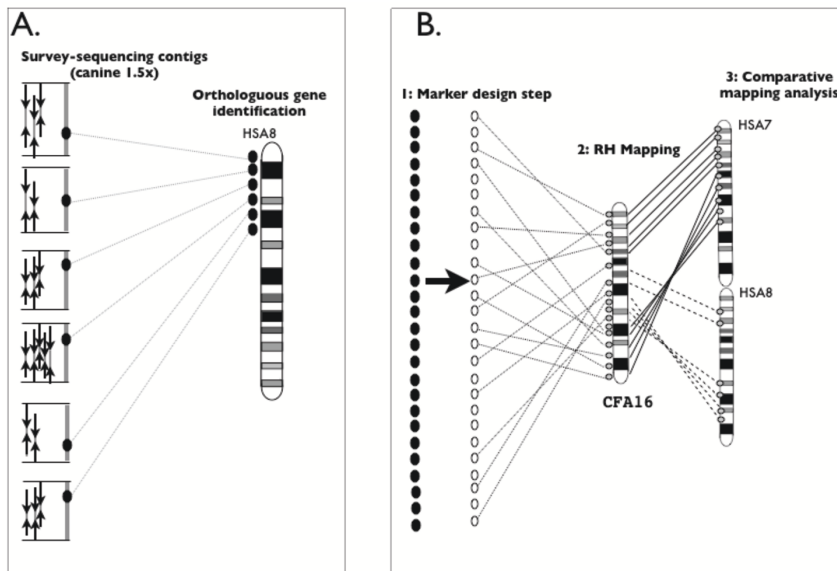 A.
Survey-sequencing contigs
(canine 1.5x)
Orthologuous gene
identification
HSA8
B.
1: Marker design step
2: RH Mapping
3: Comparative
mapping analysis
HSA7
HSA8
CFA16